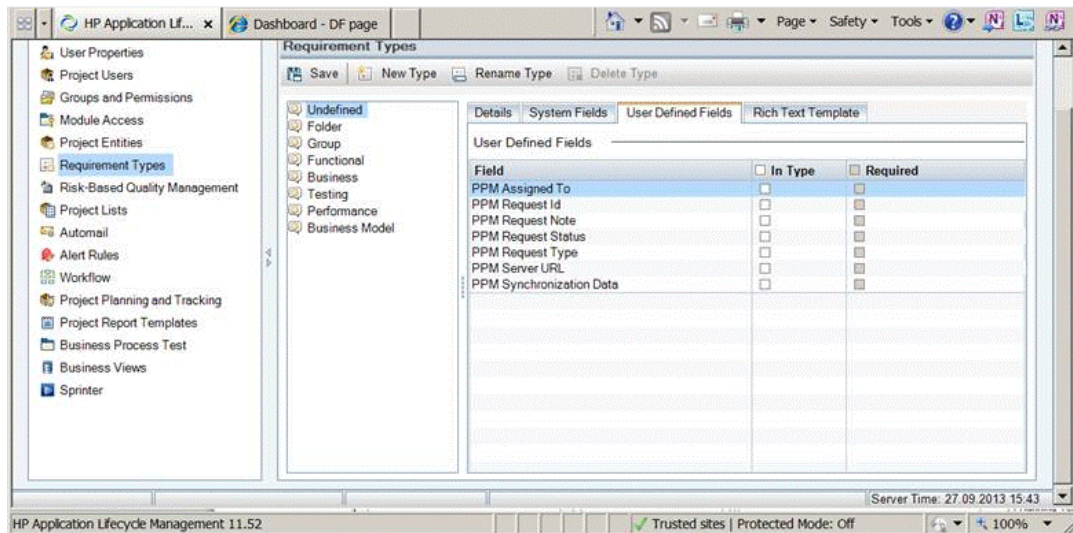 HP Application Lif... x
Dashboard - DF page
Page
Safety
Tools
User Properties
Project Users
Groups and Permissions
Module Access
Project Entities
Requirement Types
Risk-Based Quality Management
Project Lists
Automail
Alert Rules
Workflow
Project Planning and Tracking
Project Report Templates
Business Process Test
Business Views
Sprinter
Requirement Types
Save New Type Rename Type Delete Type
Undefined
Folder
Group
Functional
Business
Testing
Performance
Business Model
Details System Fields User Defined Fields Rich Text Template
User Defined Fields
Field In Type Required
PPM Assigned To
PPM Request Id
PPM Request Note
PPM Request Status
PPM Request Type
PPM Server URL
PPM Synchronization Data
Server Time: 27.09.2013 15:43
HP Application Lifecycle Management 11.52
Trusted sites | Protected Mode: Off
100%